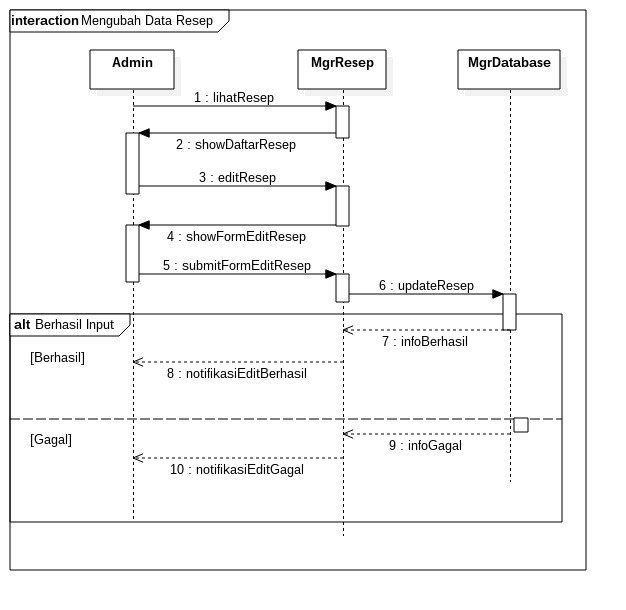 interaction Mengubah Data Resep
Admin
MgrResep
MgrDatabase
1 : lihatResep
2 : showDaftarResep
3 : editResep
4 : showFormEditResep
5 : submitFormEditResep
6 : updateResep
alt Berhasil Input
7 : infoBerhasil
[Berhasil]
8 : notifikasiEditBerhasil
[Gagal]
9 : infoGagal
10 : notifikasiEditGagal